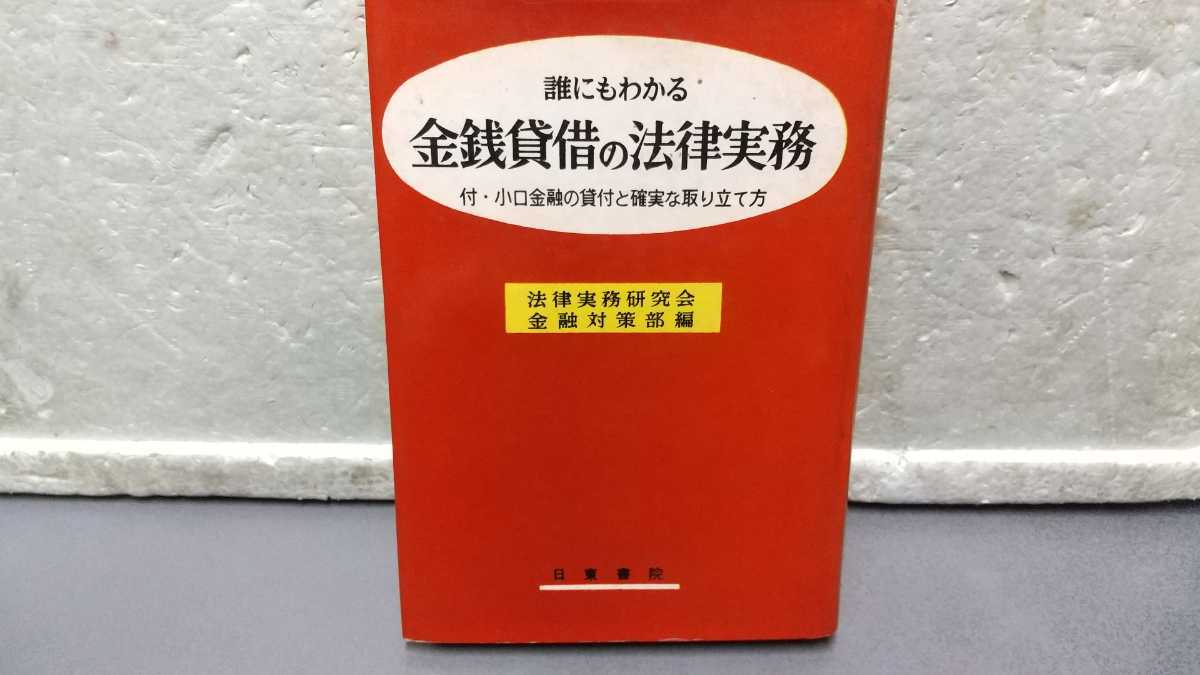 誰にもわかる
金銭貸借の法律実務
付・小口金融の貸付と確実な取り立て方
法律実務研究会
金融対策部編
日東書院